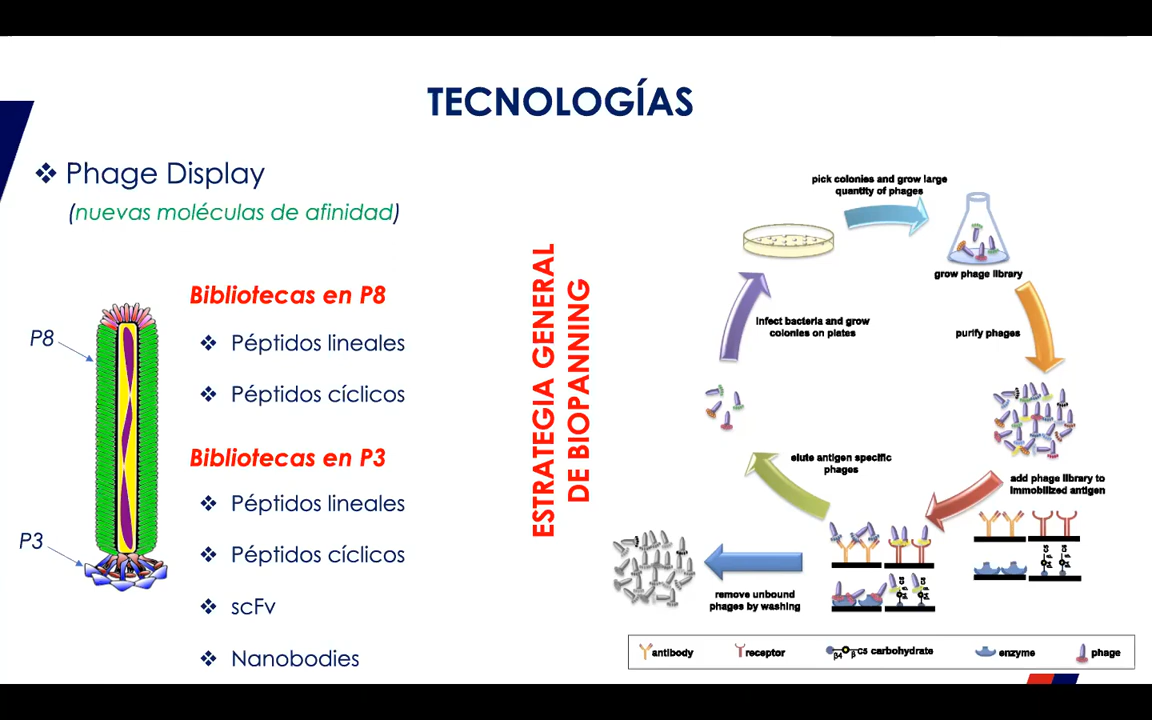 TECNOLOGÍAS
❖ Phage Display
(nuevas moléculas de afinidad)
P8
P3
Bibliotecas en P8
❖ Péptidos lineales
❖ Péptidos cíclicos
Bibliotecas en P3
❖ Péptidos lineales
❖ Péptidos cíclicos
❖ scFv
❖ Nanobodies
ESTRATEGIA GENERAL
DE BIOPANNING
pick colonies and grow large
quantity of phages
grow phage library
purify phages
add phage library to
immobilized antigen
remove unbound
phages by washing
elute antigen specific
phages
infect bacteria and grow
colonies on plates
antibody
receptor
carbohydrate
enzyme
phage